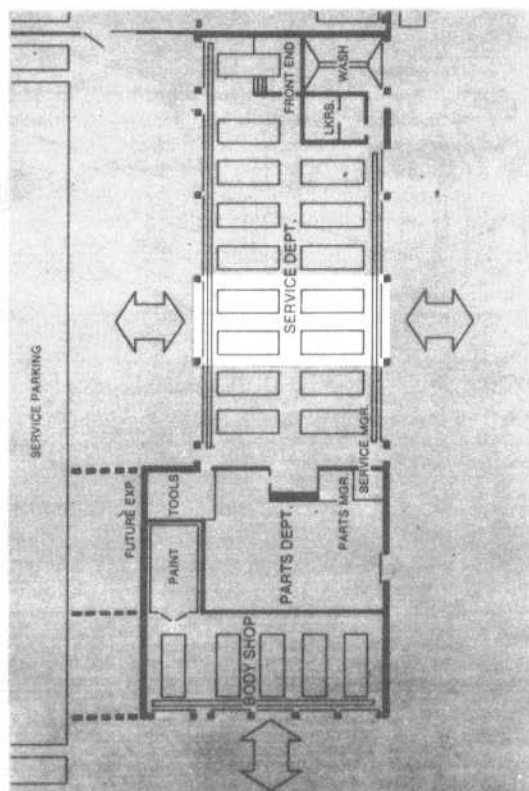 FRONT END
WASH
LKRS.
SERVICE DEPT.
SERVICE PARKING
SERVICE MGR.
PARTS MGR.
PARTS DEPT.
TOOLS
FUTURE EXP.
PAINT
BODY SHOP